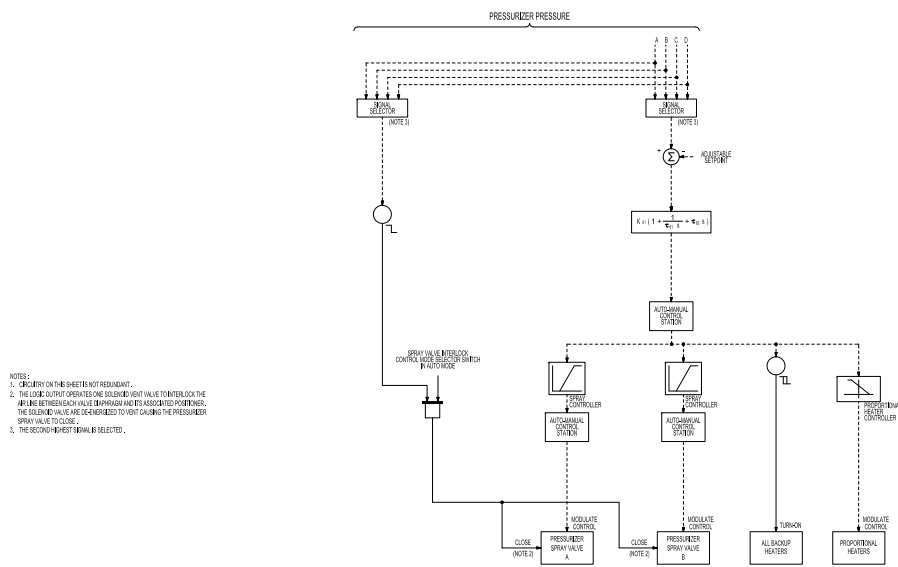 PRESSURIZER PRESSURE
A B C D
SIGNAL
SELECTOR
(NOTE 3)
SIGNAL
SELECTOR
(NOTE 3)
+
-
Σ
ADJUSTABLE
SETPOINT
K 61 ( 1 + 1 / τ 61 s + τ 62 s )
AUTO-MANUAL
CONTROL
STATION
SPRAY VALVE INTERLOCK
CONTROL MODE SELECTOR SWITCH
IN AUTO MODE
SPRAY
CONTROLLER
SPRAY
CONTROLLER
PROPORTIONA
HEATER
CONTROLLER
AUTO-MANUAL
CONTROL
STATION
AUTO-MANUAL
CONTROL
STATION
NOTES :
1. CIRCUITRY ON THIS SHEET IS NOT REDUNDANT .
2. THE LOGIC OUTPUT OPERATES ONE SOLENOID VENT VALVE TO INTERLOCK THE
AIR LINE BETWEEN EACH VALVE DIAPHRAGM AND ITS ASSOCIATED POSITIONER .
THE SOLENOID VALVE ARE DE-ENERGIZED TO VENT CAUSING THE PRESSURIZER
SPRAY VALVE TO CLOSE .
3. THE SECOND HIGHEST SIGNAL IS SELECTED .
MODULATE
CONTROL
MODULATE
CONTROL
TURN-ON
MODULATE
CONTROL
CLOSE
(NOTE 2)
PRESSURIZER
SPRAY VALVE
A
CLOSE
(NOTE 2)
PRESSURIZER
SPRAY VALVE
B
ALL BACKUP
HEATERS
PROPORTIONAL
HEATERS